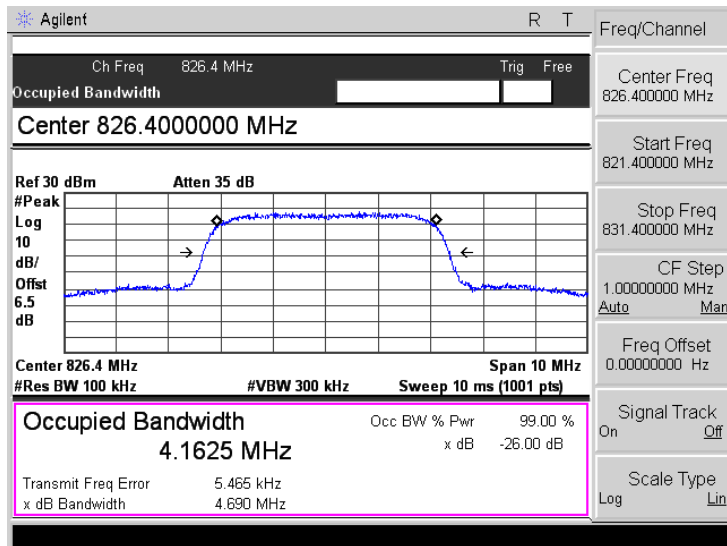 Agilent R T
Freq/Channel
Ch Freq 826.4 MHz Trig Free
Occupied Bandwidth
Center 826.4000000 MHz
Ref 30 dBm Atten 35 dB
#Peak
Log
10
dB/
Offst
6.5
dB
Center 826.4 MHz Span 10 MHz
#Res BW 100 kHz #VBW 300 kHz Sweep 10 ms (1001 pts)
Occupied Bandwidth Occ BW % Pwr 99.00 %
4.1625 MHz x dB -26.00 dB
Transmit Freq Error 5.465 kHz
x dB Bandwidth 4.690 MHz
Center Freq
826.400000 MHz
Start Freq
821.400000 MHz
Stop Freq
831.400000 MHz
CF Step
1.00000000 MHz
Auto Man
Freq Offset
0.00000000 Hz
Signal Track
On Off
Scale Type
Log Lin